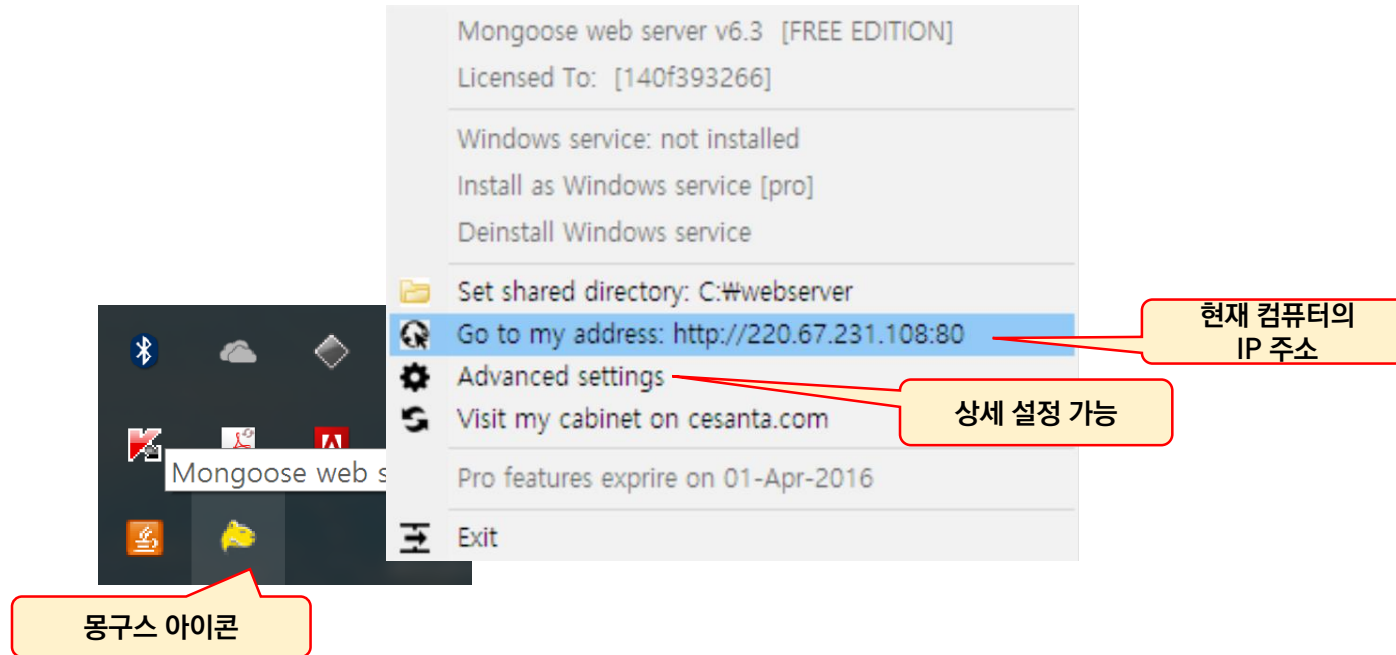 Mongoose web server v6.3 [FREE EDITION]
Licensed To: [140f393266]
Windows service: not installed
Install as Windows service [pro]
Deinstall Windows service
Set shared directory: C:₩webserver
Go to my address: http://220.67.231.108:80
Advanced settings
Visit my cabinet on cesanta.com
Pro features exprire on 01-Apr-2016
Exit
현재 컴퓨터의
IP 주소
상세 설정 가능
Mongoose web s
몽구스 아이콘